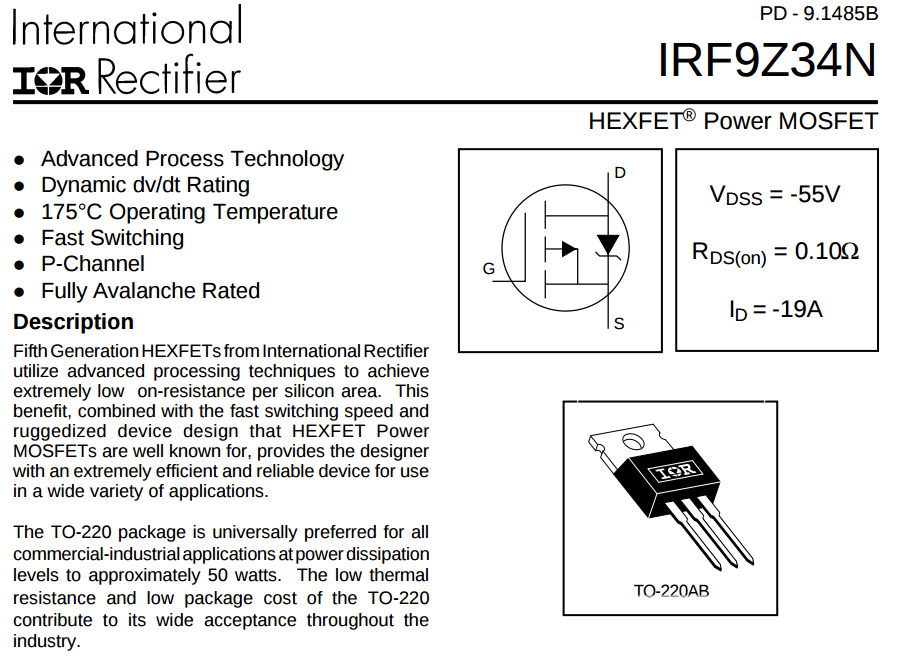 International
IOR Rectifier
PD - 9.1485B
IRF9Z34N
HEXFET® Power MOSFET
● Advanced Process Technology
● Dynamic dv/dt Rating
● 175°C Operating Temperature
● Fast Switching
● P-Channel
● Fully Avalanche Rated
D
G
S
VDSS = -55V
RDS(on) = 0.10Ω
ID = -19A
Description
Fifth Generation HEXFETs from International Rectifier
utilize advanced processing techniques to achieve
extremely low on-resistance per silicon area. This
benefit, combined with the fast switching speed and
ruggedized device design that HEXFET Power
MOSFETs are well known for, provides the designer
with an extremely efficient and reliable device for use
in a wide variety of applications.
The TO-220 package is universally preferred for all
commercial-industrial applications at power dissipation
levels to approximately 50 watts. The low thermal
resistance and low package cost of the TO-220
contribute to its wide acceptance throughout the
industry.
IOR
TO-220AB